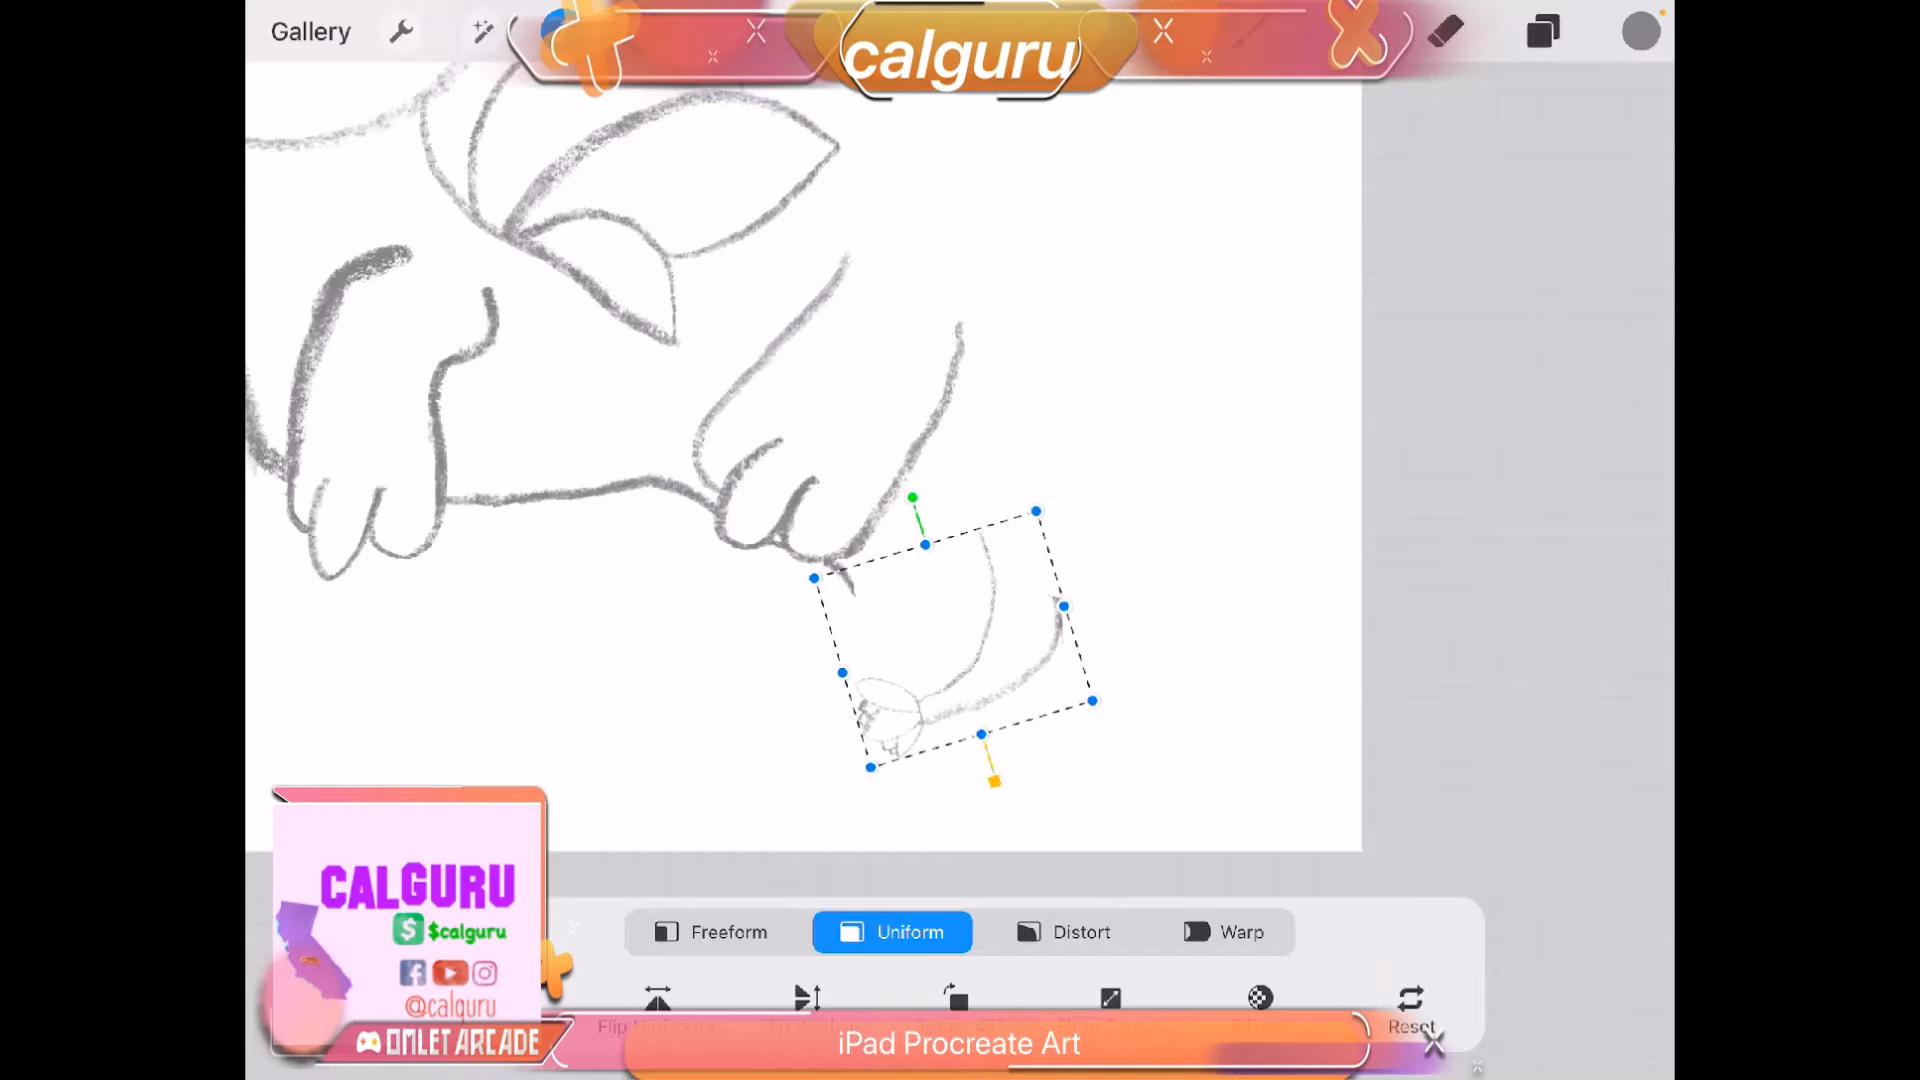 Gallery
calguru
CALGURU
$ $calguru
@calguru
OMLET ARCADE
Freeform
Uniform
Distort
Warp
Reset
iPad Procreate Art